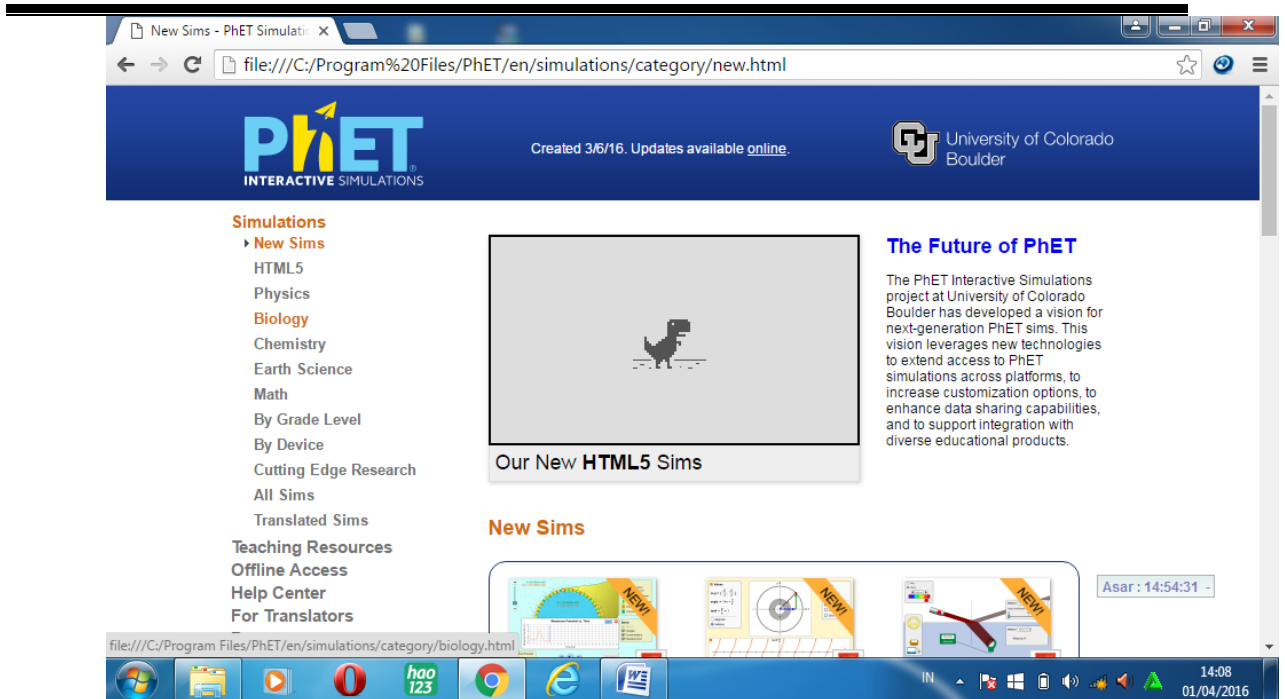 New Sims - PhET Simulati
file:///C:/Program%20Files/PhET/en/simulations/category/new.html
PhET
INTERACTIVE SIMULATIONS
Created 3/6/16. Updates available online.
University of Colorado
Boulder
Simulations
New Sims
HTML5
Physics
Biology
Chemistry
Earth Science
Math
By Grade Level
By Device
Cutting Edge Research
All Sims
Translated Sims
Teaching Resources
Offline Access
Help Center
For Translators
Our New HTML5 Sims
The Future of PhET
The PhET Interactive Simulations
project at University of Colorado
Boulder has developed a vision for
next-generation PhET sims. This
vision leverages new technologies
to extend access to PhET
simulations across platforms, to
increase customization options, to
enhance data sharing capabilities,
and to support integration with
diverse educational products.
New Sims
NEW!
NEW!
NEW!
Asar : 14:54:31 -
file:///C:/Program Files/PhET/en/simulations/category/biology.html
hao
123
IN
14:08
01/04/2016